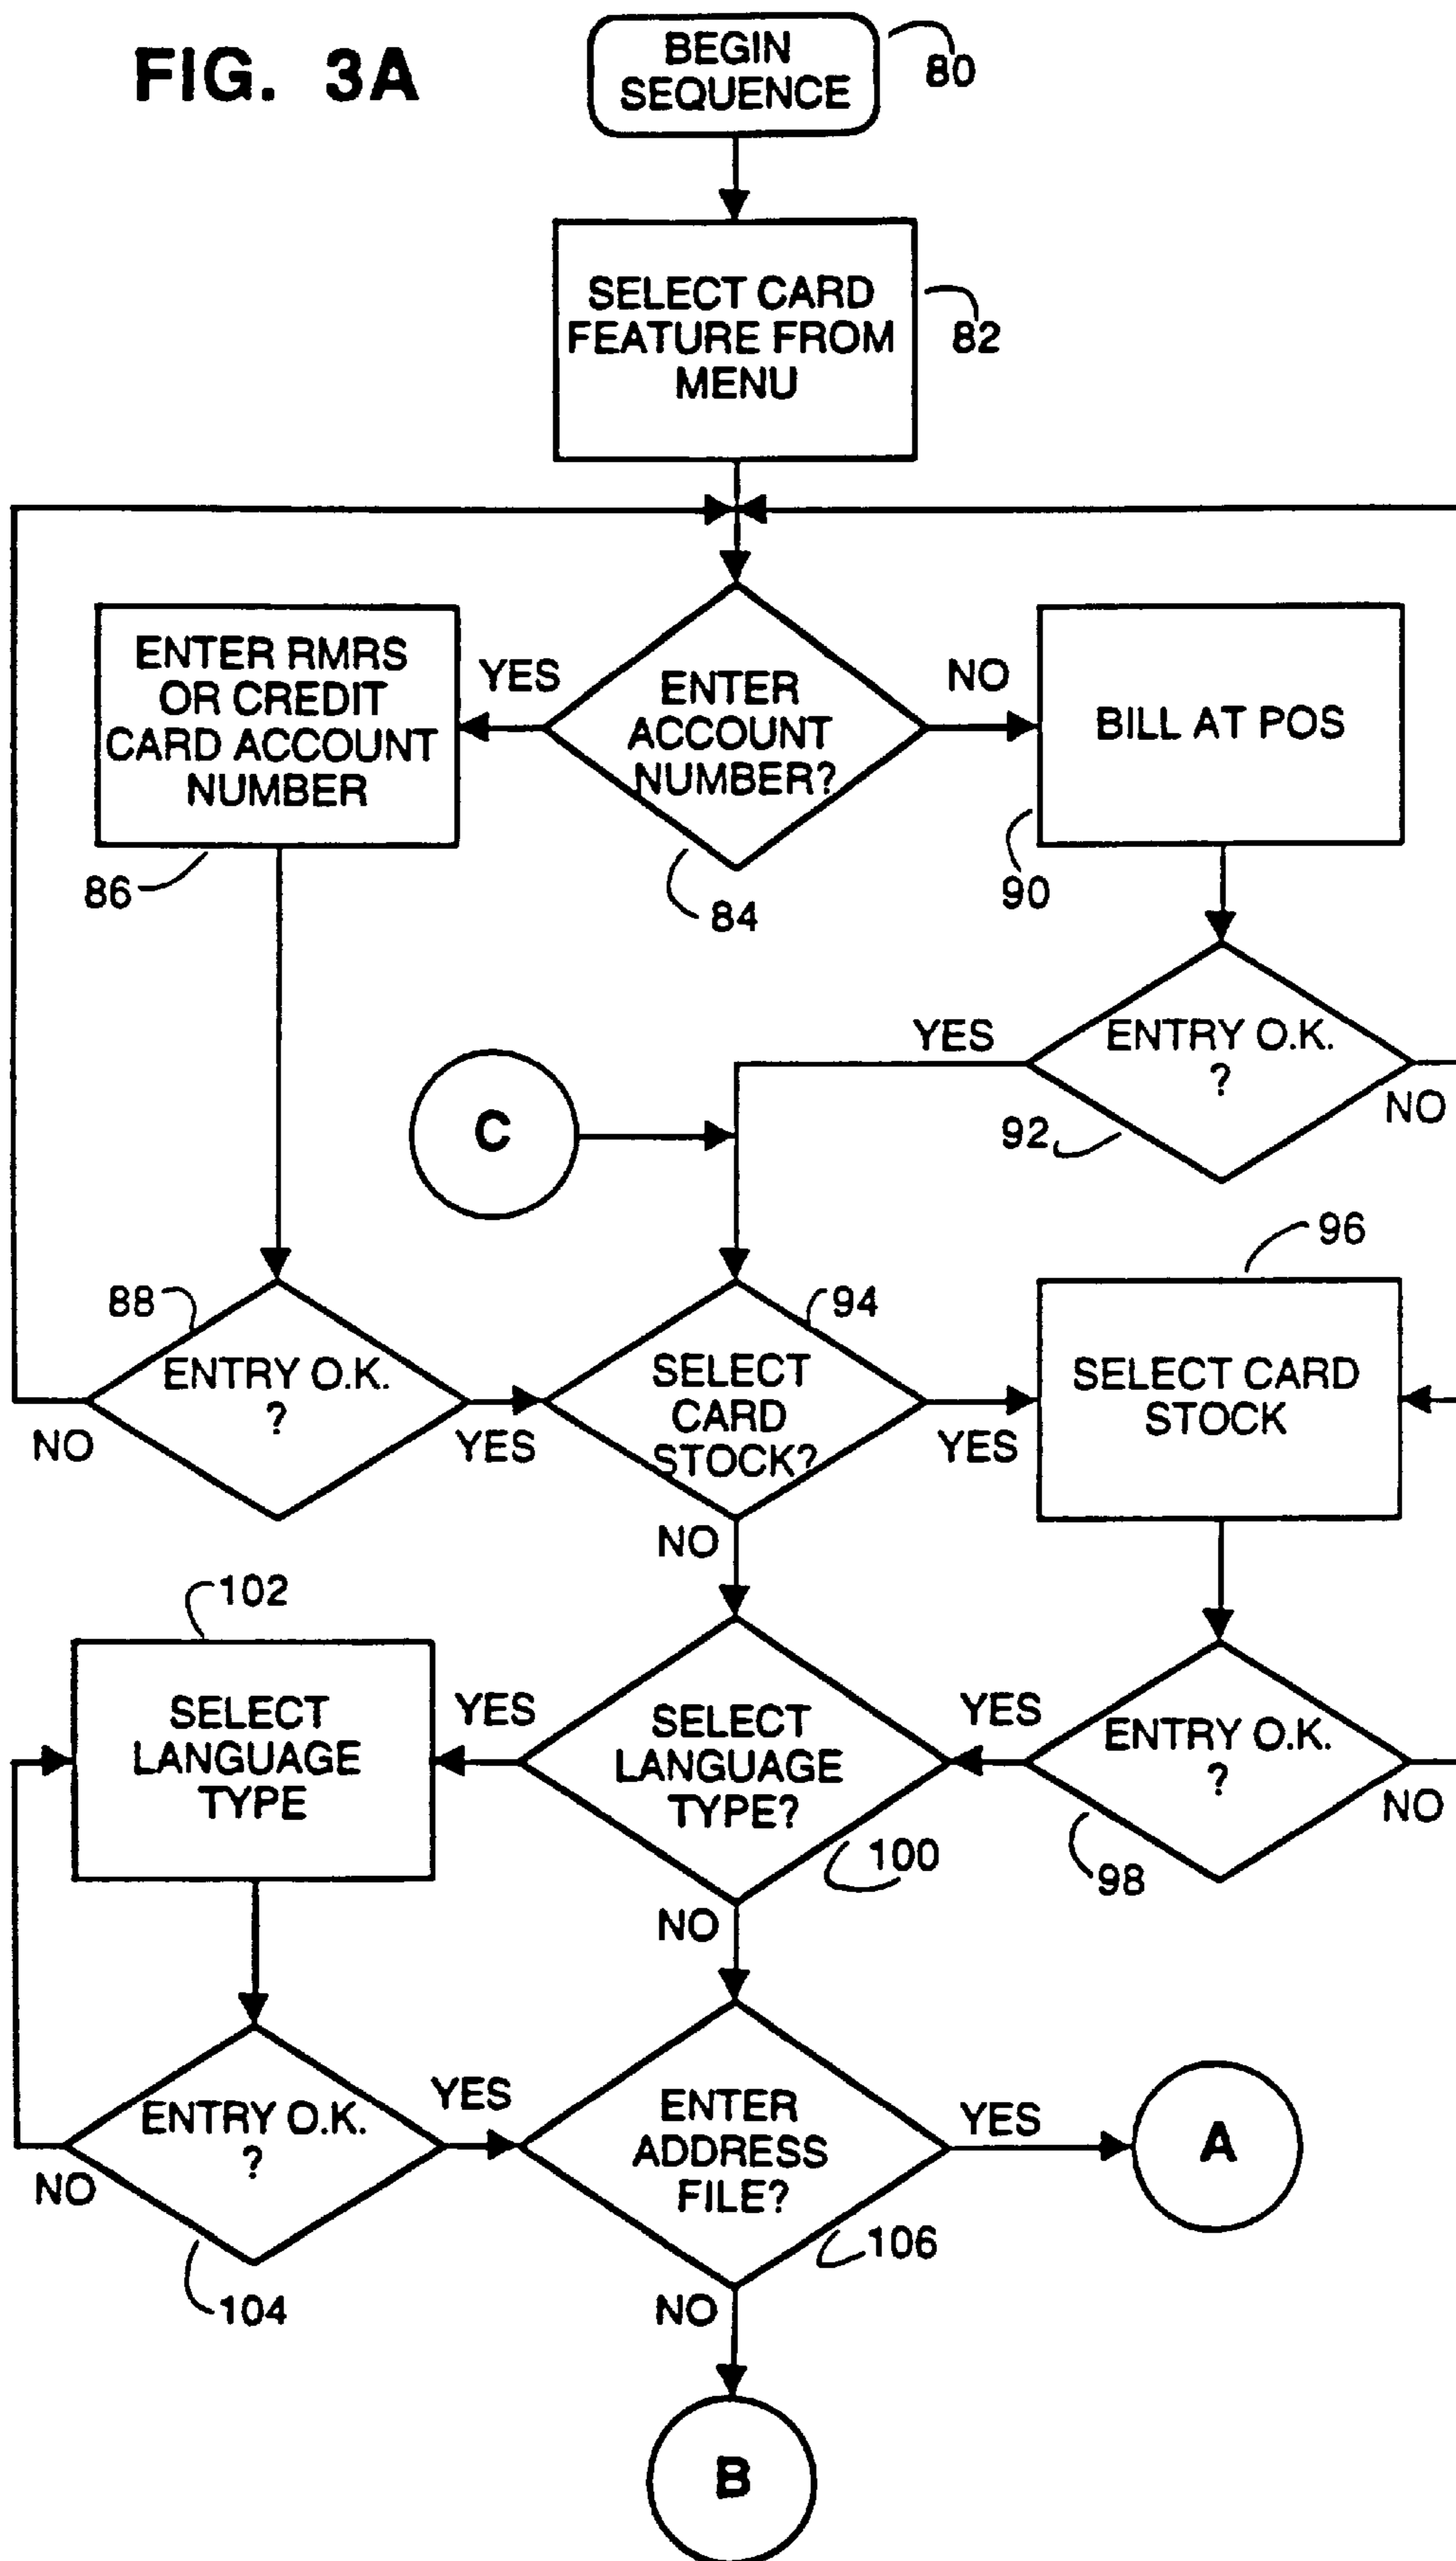 FIG. 3A
BEGIN
SEQUENCE
80
SELECT CARD
FEATURE FROM
MENU
82
ENTER RMRS
OR CREDIT
CARD ACCOUNT
NUMBER
86
YES
ENTER
ACCOUNT
NUMBER?
84
NO
BILL AT POS
90
YES
ENTRY O.K.
?
NO
92
C
88
ENTRY O.K.
?
NO
YES
94
SELECT
CARD
STOCK?
YES
NO
96
SELECT CARD
STOCK
102
SELECT
LANGUAGE
TYPE
YES
SELECT
LANGUAGE
TYPE?
100
NO
YES
ENTRY O.K.
?
NO
98
ENTRY O.K.
?
NO
104
YES
ENTER
ADDRESS
FILE?
106
YES
A
NO
B